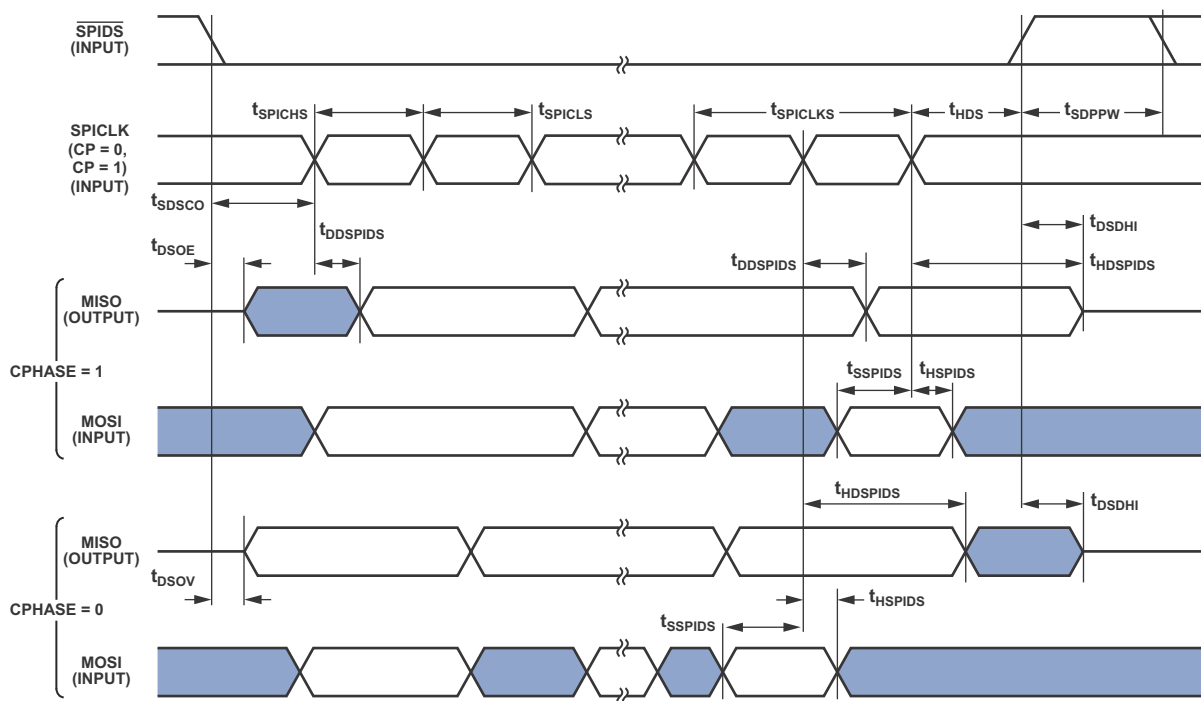 SPIDS
(INPUT)
tSPICHS
tSPICLS
tSPICLKS
tHDS
tSDPPW
SPICLK
(CP = 0,
CP = 1)
(INPUT)
tSDSCO
tDSOE
tDDSPIDS
tDDSPIDS
tDSDHI
tHDSPIDS
MISO
(OUTPUT)
CPHASE = 1
tSSPIDS
tHSPIDS
MOSI
(INPUT)
tHDSPIDS
tDSDHI
MISO
(OUTPUT)
tDSOV
CPHASE = 0
tHSPIDS
tSSPIDS
MOSI
(INPUT)